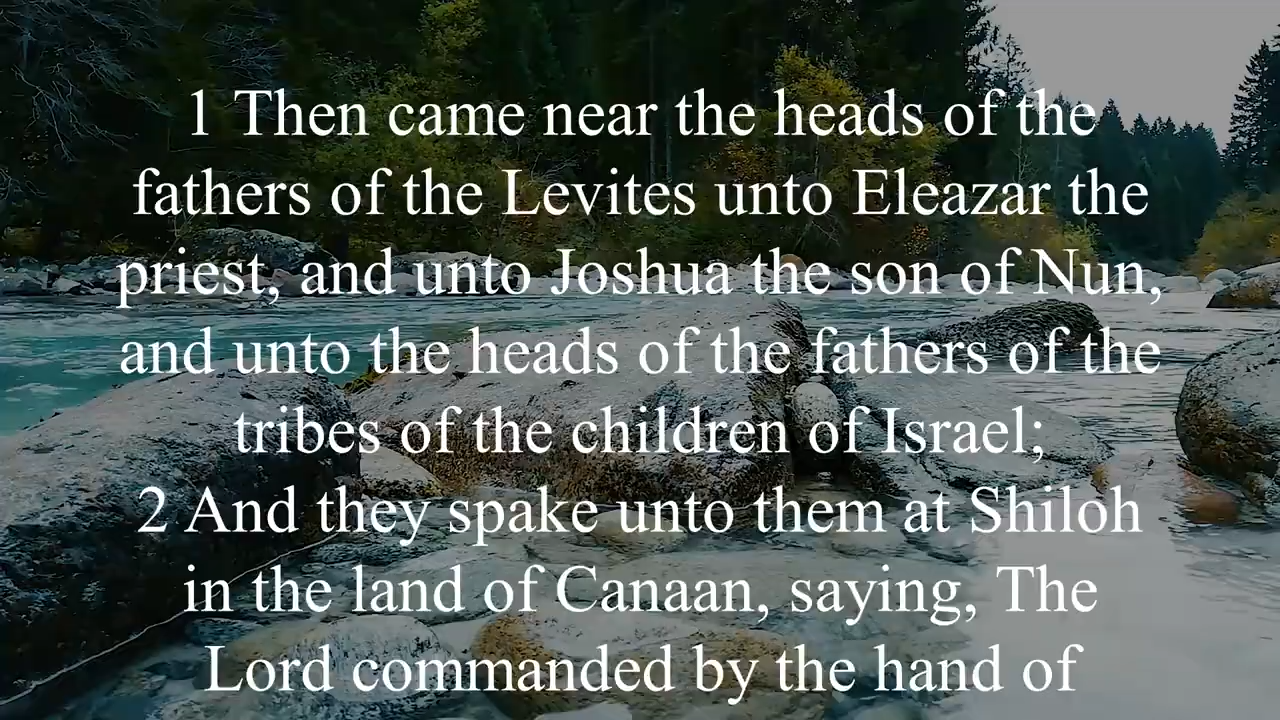 1 Then came near the heads of the
fathers of the Levites unto Eleazar the
priest, and unto Joshua the son of Nun,
and unto the heads of the fathers of the
tribes of the children of Israel;
2 And they spake unto them at Shiloh
in the land of Canaan, saying, The
Lord commanded by the hand of